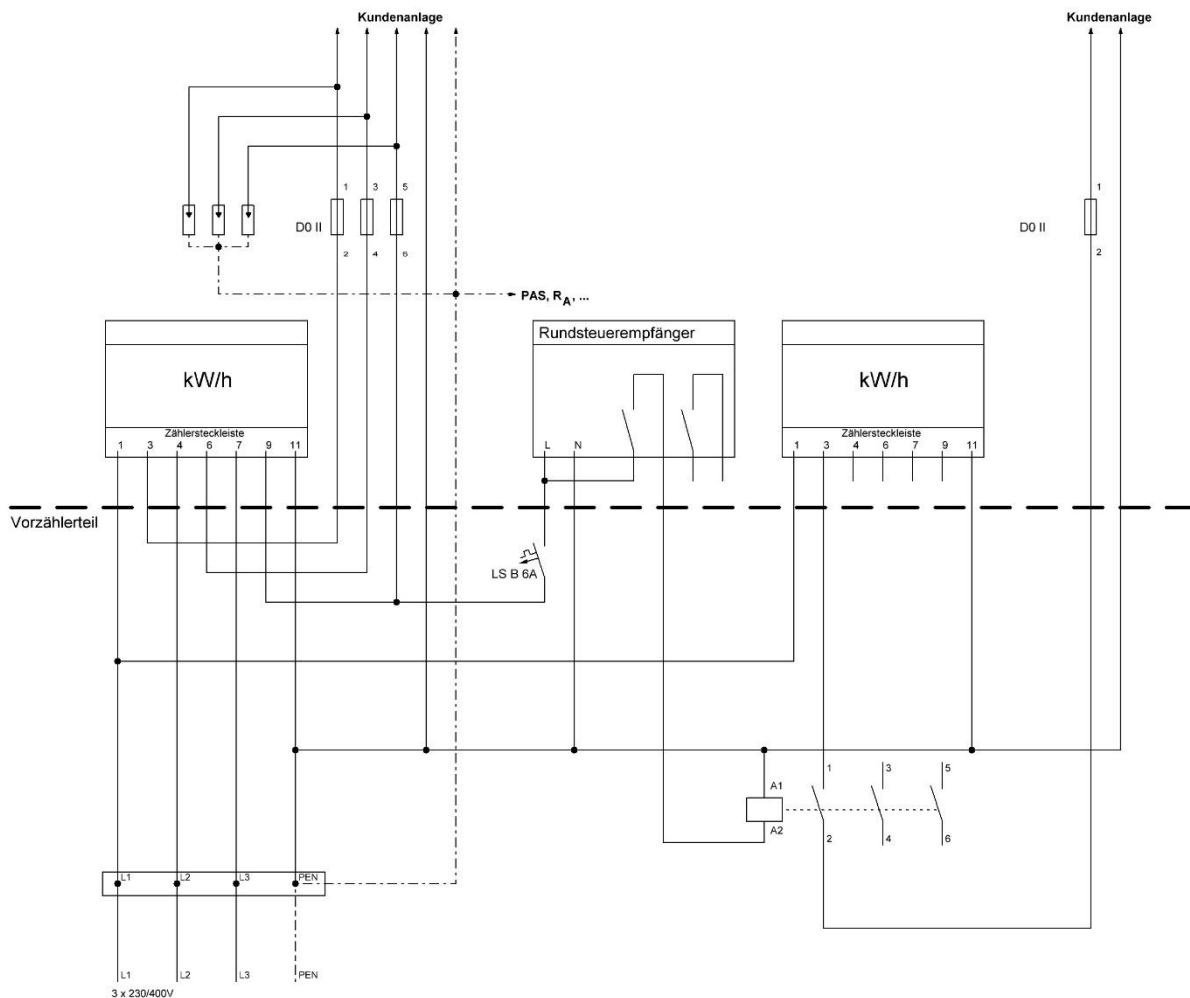 Kundenanlage
Kundenanlage
1 3 5
1
D0 II
D0 II
2 4 6
2
PAS, RA, ...
Rundsteuerempfänger
kW/h
kW/h
Zählersteckleiste
Zählersteckleiste
1 3 4 6 7 9 11
L N
1 3 4 6 7 9 11
Vorzählerteil
LS B 6A
1 3 5
A1
A2
2 4 6
L1 L2 L3 PEN
L1 L2 L3 PEN
3 x 230/400V